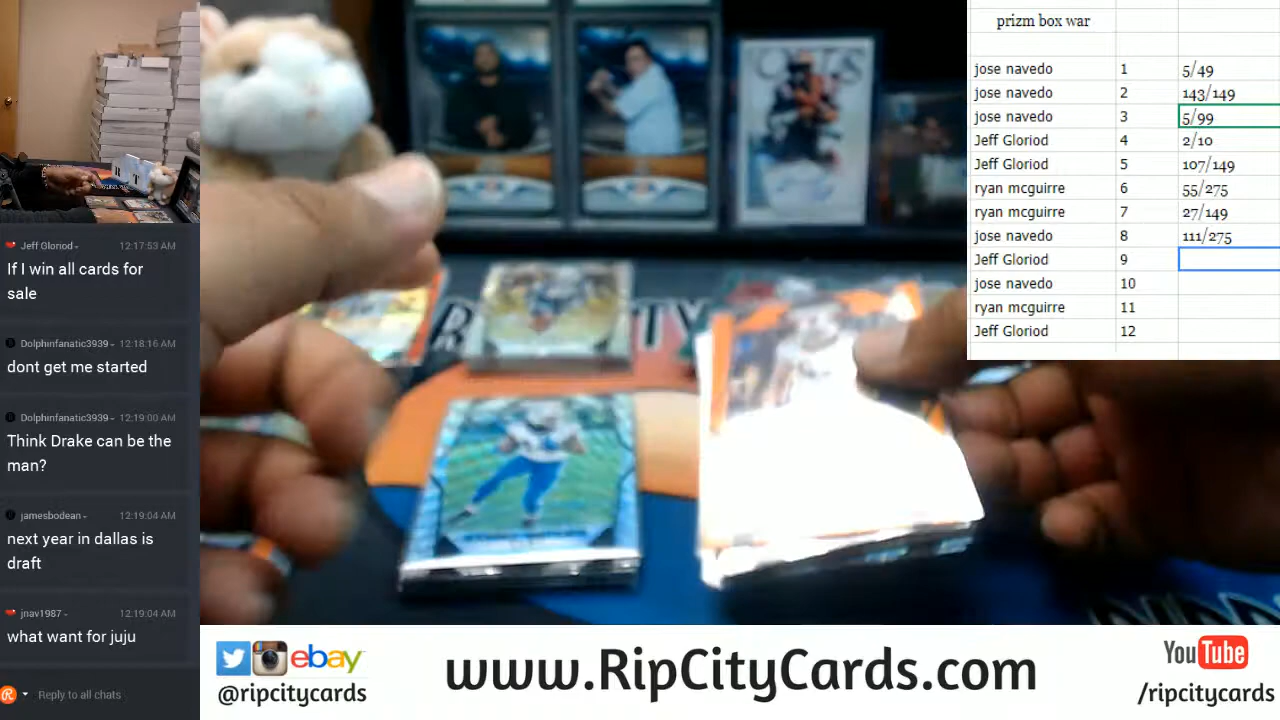 prizm box war
jose navedo 1 5/49
jose navedo 2 143/149
jose navedo 3 5/99
Jeff Gloriod 4 2/10
Jeff Gloriod 5 107/149
ryan mcguirre 6 55/275
ryan mcguirre 7 27/149
jose navedo 8 111/275
Jeff Gloriod 9
jose navedo 10
ryan mcguirre 11
Jeff Gloriod 12
Jeff Gloriod 12:17:53 AM
If I win all cards for
sale
Dolphinfanatic3939 12:18:16 AM
dont get me started
Dolphinfanatic3939 12:19:00 AM
Think Drake can be the
man?
jamesbodean 12:19:04 AM
next year in dallas is
draft
jnav1987 12:19:04 AM
what want for juju
Reply to all chats
ebay
@ripcitycards
www.RipCityCards.com
YouTube
/ripcitycards